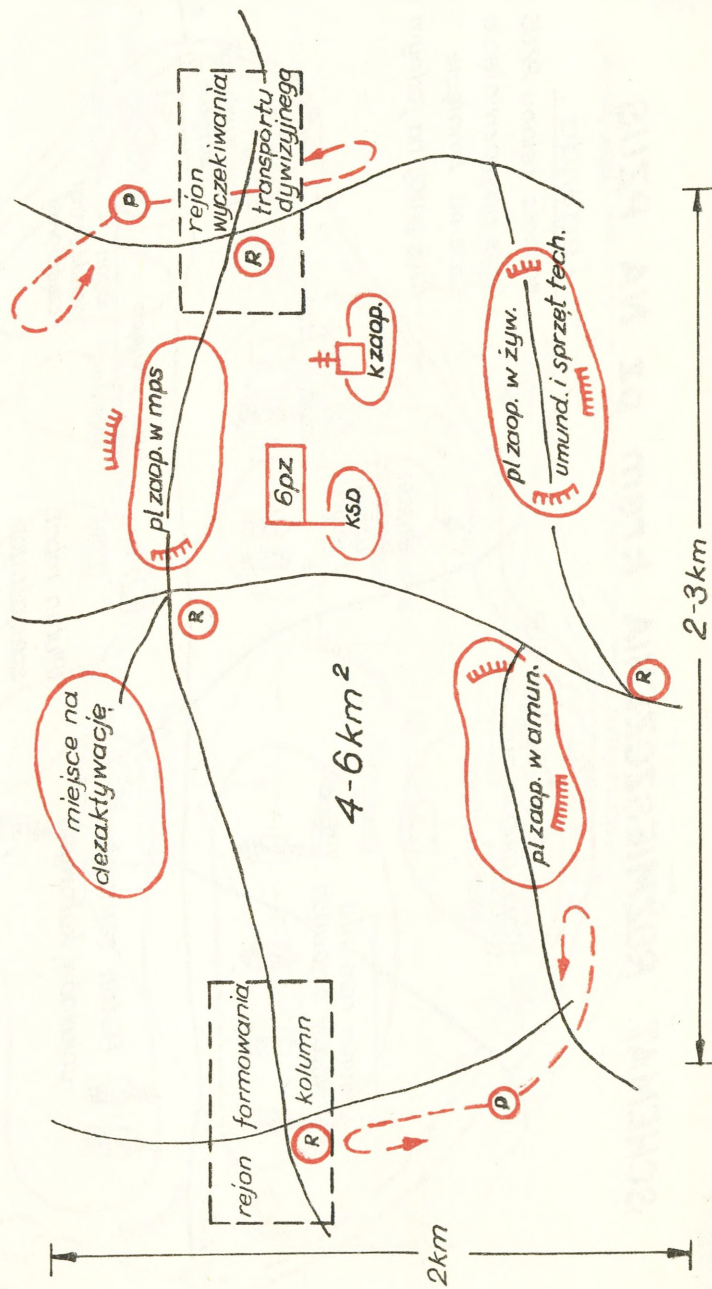 miejsce na
dezaktywację
P
pl zaop. w mps
R
rejon
wyczekiwania
transportu
dywizyjnego
R
rejon formowania
kolumn
R
6pz
KSD
k zaop.
4-6km²
2km
P
pl zaop. w amun.
pl zaop. w żyw.
umund. i sprzęt tech.
R
2-3km